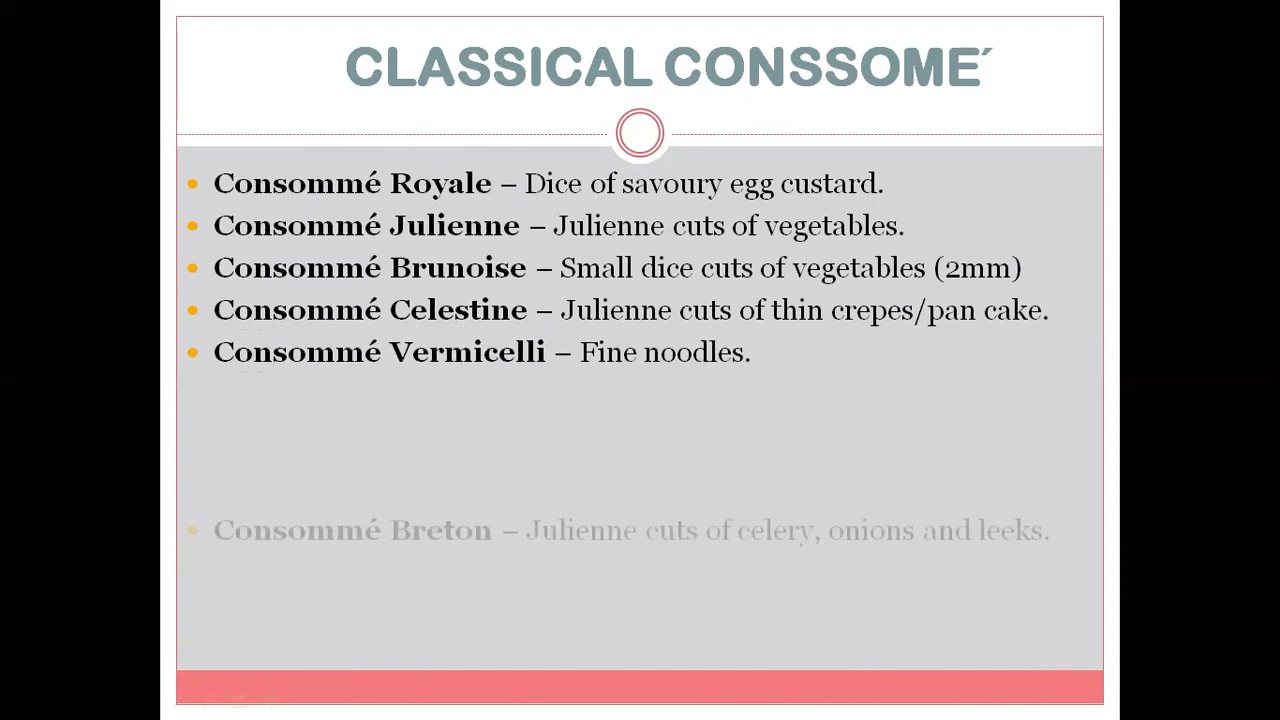 CLASSICAL CONSSOME´
• Consommé Royale – Dice of savoury egg custard.
• Consommé Julienne – Julienne cuts of vegetables.
• Consommé Brunoise – Small dice cuts of vegetables (2mm)
• Consommé Celestine – Julienne cuts of thin crepes/pan cake.
• Consommé Vermicelli – Fine noodles.
• Consommé Breton – Julienne cuts of celery, onions and leeks.